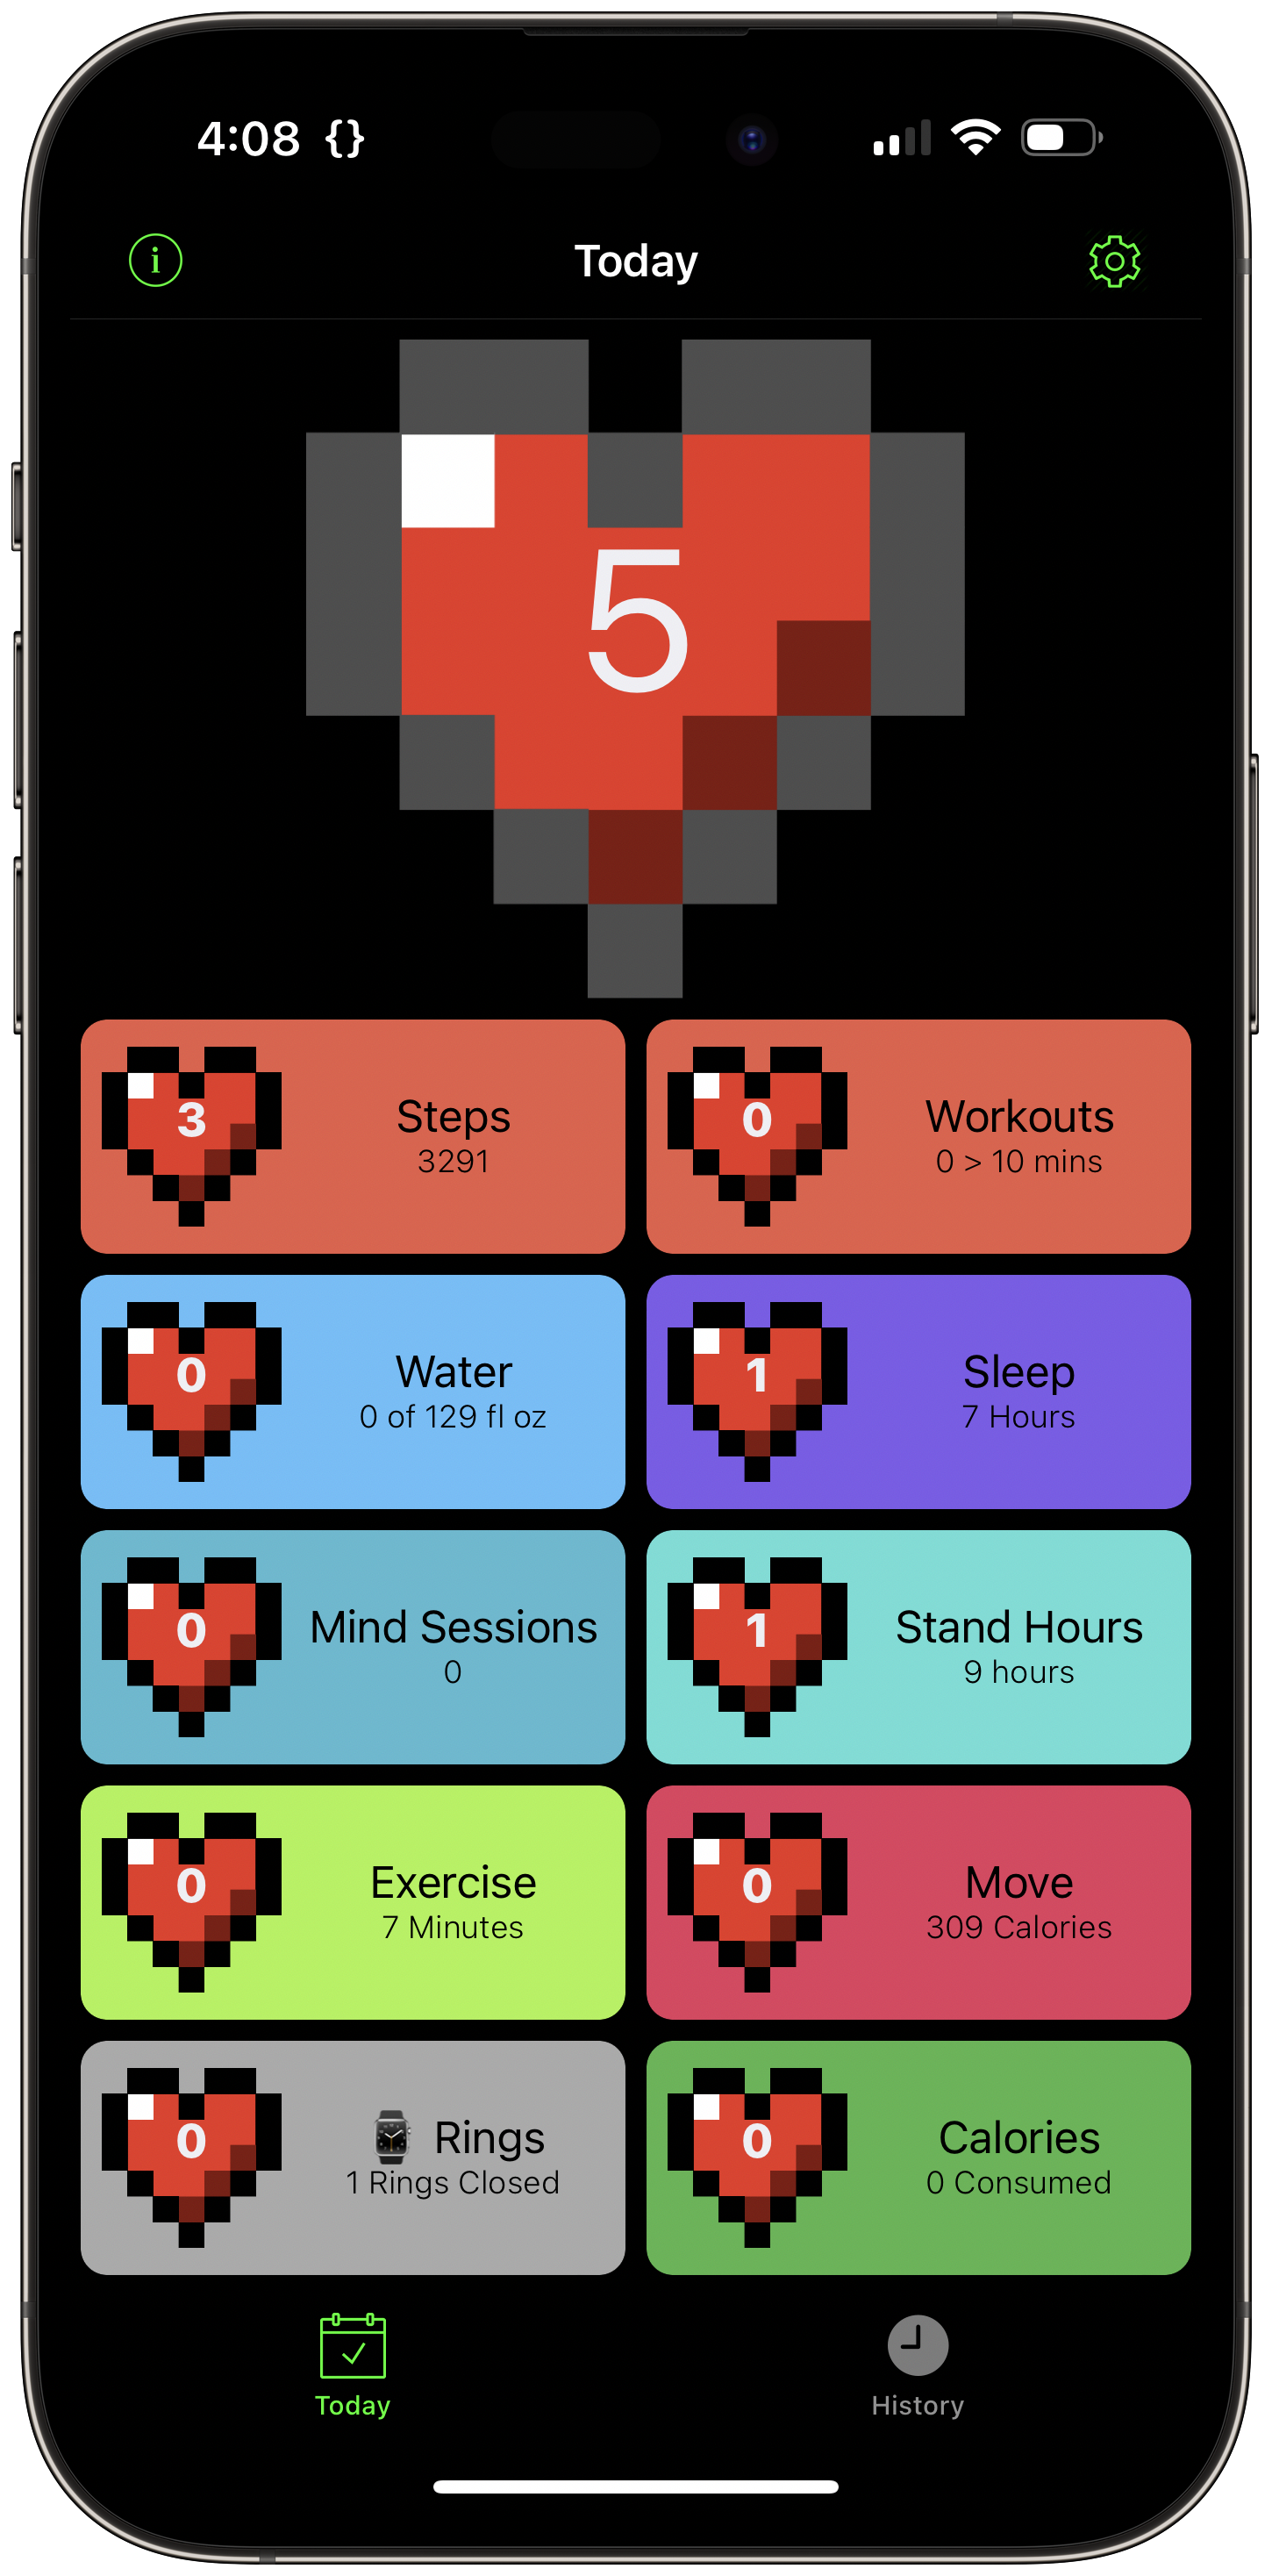 4:08 {}
Today
5
3
Steps
3291
0
Workouts
0 > 10 mins
0
Water
0 of 129 fl oz
1
Sleep
7 Hours
0
Mind Sessions
0
1
Stand Hours
9 hours
0
Exercise
7 Minutes
0
Move
309 Calories
0
⌚ Rings
1 Rings Closed
0
Calories
0 Consumed
Today
History